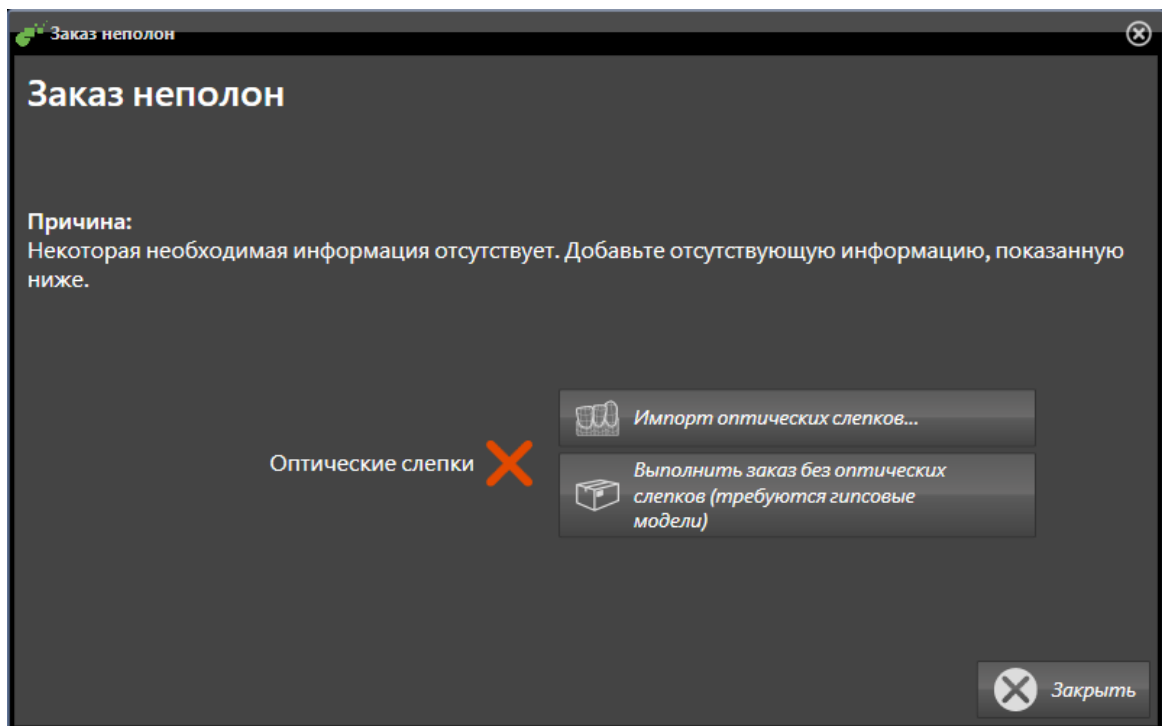 Заказ неполон
Заказ неполон
Причина:
Некоторая необходимая информация отсутствует. Добавьте отсутствующую информацию, показанную
ниже.
Импорт оптических слепков...
Оптические слепки
Выполнить заказ без оптических
слепков (требуются гипсовые
модели)
Закрыть